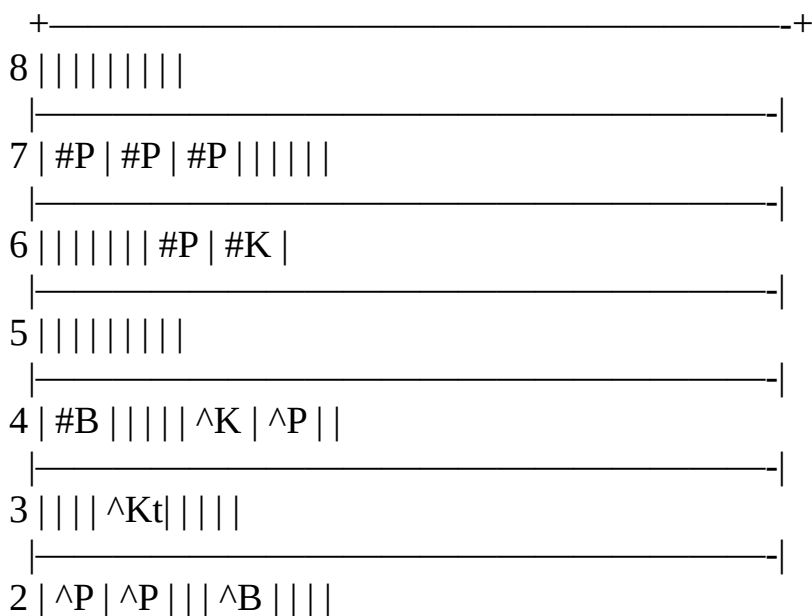 +———————————————————-+
8 | | | | | | | | |
|———————————————————-|
7 | #P | #P | #P | | | | | |
|———————————————————-|
6 | | | | | | | #P | #K |
|———————————————————-|
5 | | | | | | | | |
|———————————————————-|
4 | #B | | | | | ^K | ^P | |
|———————————————————-|
3 | | | | ^Kt| | | | |
|———————————————————-|
2 | ^P | ^P | | | ^B | | | |